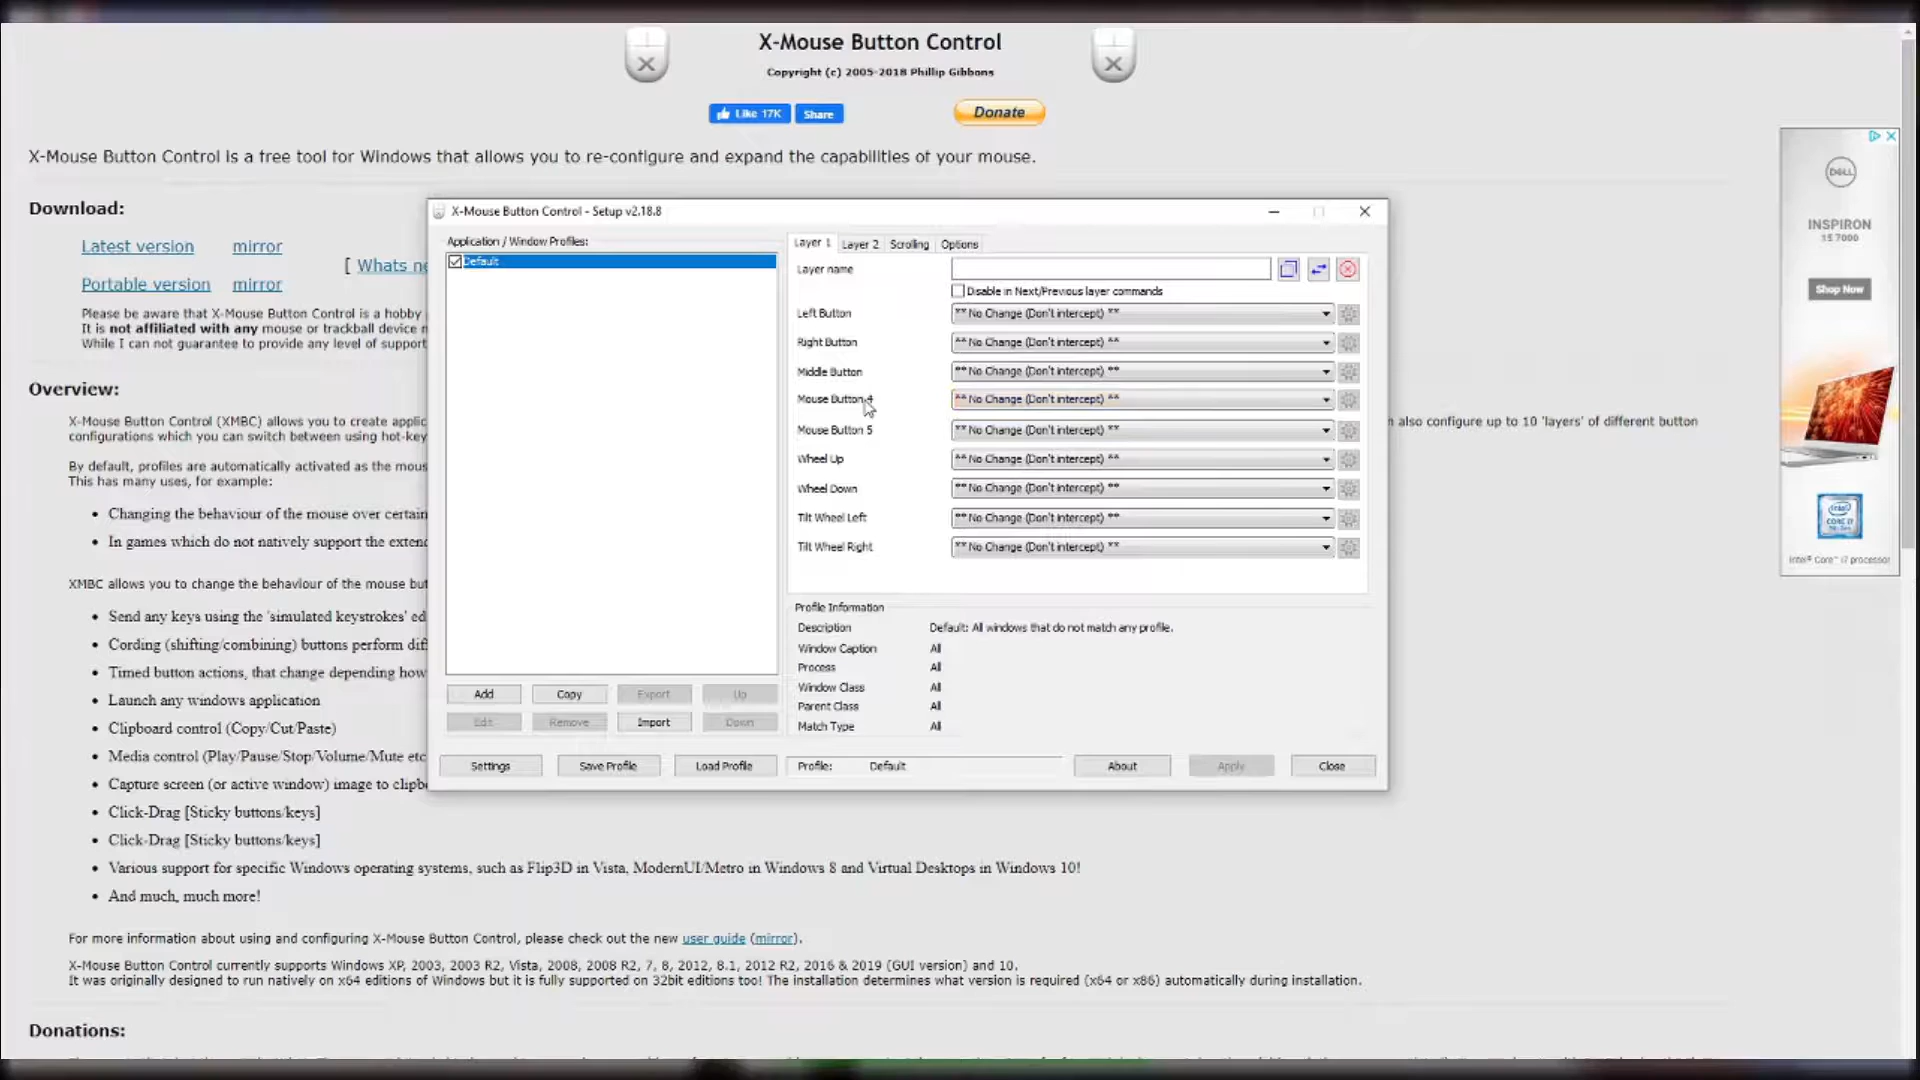 X-Mouse Button Control
Copyright (c) 2005-2018 Phillip Gibbons
Like 17K Share
Donate
X-Mouse Button Control is a free tool for Windows that allows you to re-configure and expand the capabilities of your mouse.
Download:
Latest version mirror
[ Whats ne
Portable version mirror
Please be aware that X-Mouse Button Control is a hobby
It is not affiliated with any mouse or trackball device m
While I can not guarantee to provide any level of support
Overview:
X-Mouse Button Control (XMBC) allows you to create applic
n also configure up to 10 'layers' of different button
configurations which you can switch between using hot-key
By default, profiles are automatically activated as the mous
This has many uses, for example:
• Changing the behaviour of the mouse over certain
• In games which do not natively support the extend
XMBC allows you to change the behaviour of the mouse but
• Send any keys using the 'simulated keystrokes' ed
• Cording (shifting/combining) buttons perform diff
• Timed button actions, that change depending how
• Launch any windows application
• Clipboard control (Copy/Cut/Paste)
• Media control (Play/Pause/Stop/Volume/Mute etc
• Capture screen (or active window) image to clipb
• Click-Drag [Sticky buttons/keys]
• Click-Drag [Sticky buttons/keys]
• Various support for specific Windows operating systems, such as Flip3D in Vista, ModernUI/Metro in Windows 8 and Virtual Desktops in Windows 10!
• And much, much more!
For more information about using and configuring X-Mouse Button Control, please check out the new user guide (mirror).
X-Mouse Button Control currently supports Windows XP, 2003, 2003 R2, Vista, 2008, 2008 R2, 7, 8, 2012, 8.1, 2012 R2, 2016 & 2019 (GUI version) and 10.
It was originally designed to run natively on x64 editions of Windows but it is fully supported on 32bit editions too! The installation determines what version is required (x64 or x86) automatically during installation.
Donations:
X-Mouse Button Control - Setup v2.18.8
Application / Window Profiles:
Default
Add Copy Export Up
Edit Remove Import Down
Settings Save Profile Load Profile
Layer 1 Layer 2 Scrolling Options
Layer name
Disable in Next/Previous layer commands
Left Button ** No Change (Don't intercept) **
Right Button ** No Change (Don't intercept) **
Middle Button ** No Change (Don't intercept) **
Mouse Button 4 ** No Change (Don't intercept) **
Mouse Button 5 ** No Change (Don't intercept) **
Wheel Up ** No Change (Don't intercept) **
Wheel Down ** No Change (Don't intercept) **
Tilt Wheel Left ** No Change (Don't intercept) **
Tilt Wheel Right ** No Change (Don't intercept) **
Profile Information
Description Default: All windows that do not match any profile.
Window Caption All
Process All
Window Class All
Parent Class All
Match Type All
Profile: Default
About Apply Close
DELL
INSPIRON
15 7000
Shop Now
intel
CORE i7
Intel® Core™ i7 processor